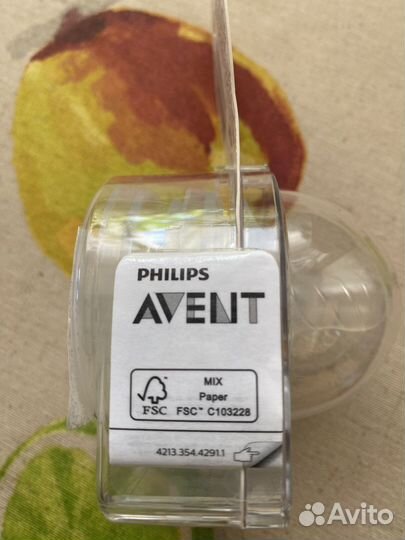 PHILIPS
AVENT
MIX
Paper
FSC FSC™ C103228
4213.354.4291.1
Avito